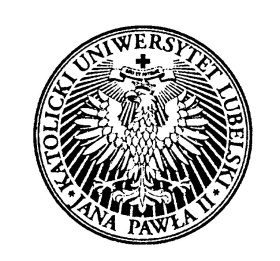 KATOLICKI UNIWERSYTET LUBELSKI
JANA PAWŁA II